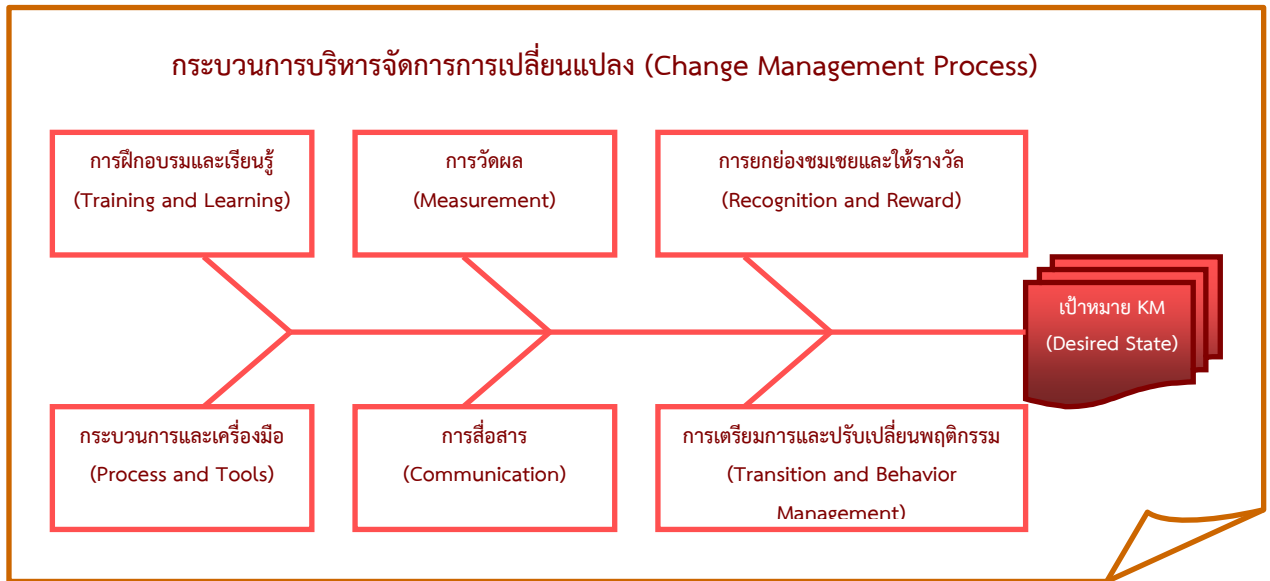 กระบวนการบริหารจัดการการเปลี่ยนแปลง (Change Management Process)
การฝึกอบรมและเรียนรู้
(Training and Learning)
การวัดผล
(Measurement)
การยกย่องชมเชยและให้รางวัล
(Recognition and Reward)
เป้าหมาย KM
(Desired State)
กระบวนการและเครื่องมือ
(Process and Tools)
การสื่อสาร
(Communication)
การเตรียมการและปรับเปลี่ยนพฤติกรรม
(Transition and Behavior
Management)